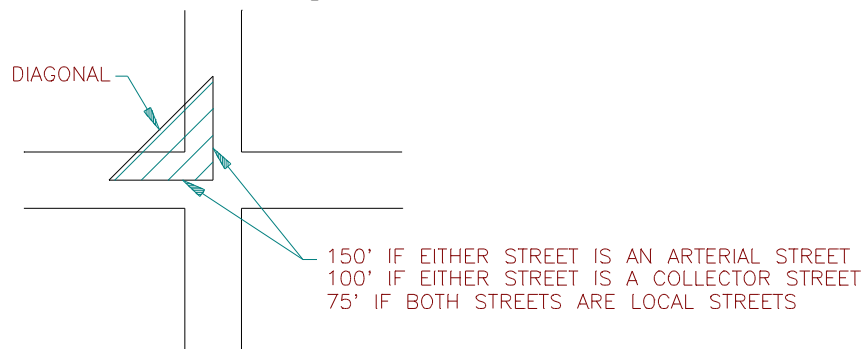 DIAGONAL
150' IF EITHER STREET IS AN ARTERIAL STREET
100' IF EITHER STREET IS A COLLECTOR STREET
75' IF BOTH STREETS ARE LOCAL STREETS